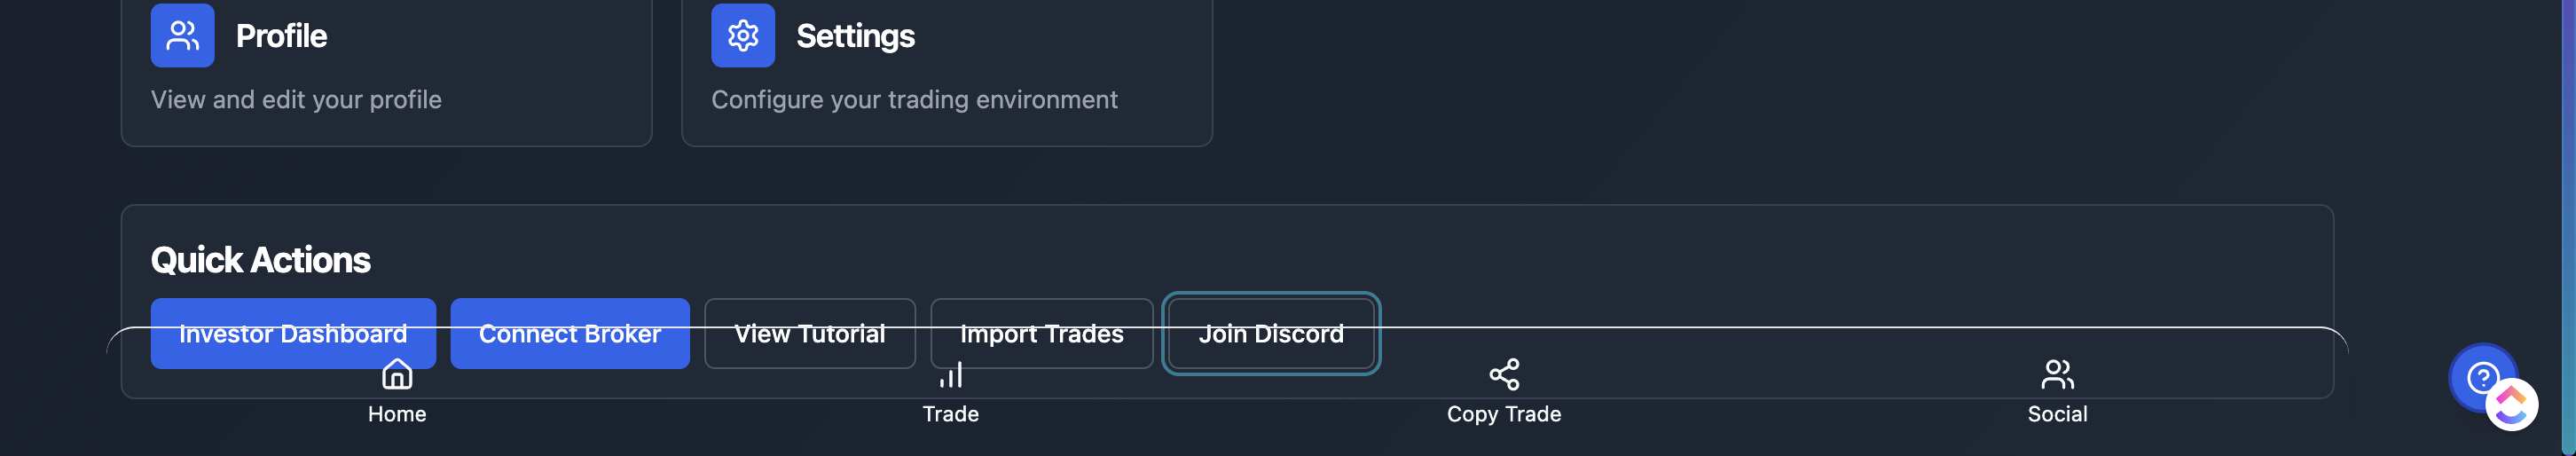 Profile
View and edit your profile
Settings
Configure your trading environment
Quick Actions
Investor Dashboard
Connect Broker
View Tutorial
Import Trades
Join Discord
Home
Trade
Copy Trade
Social